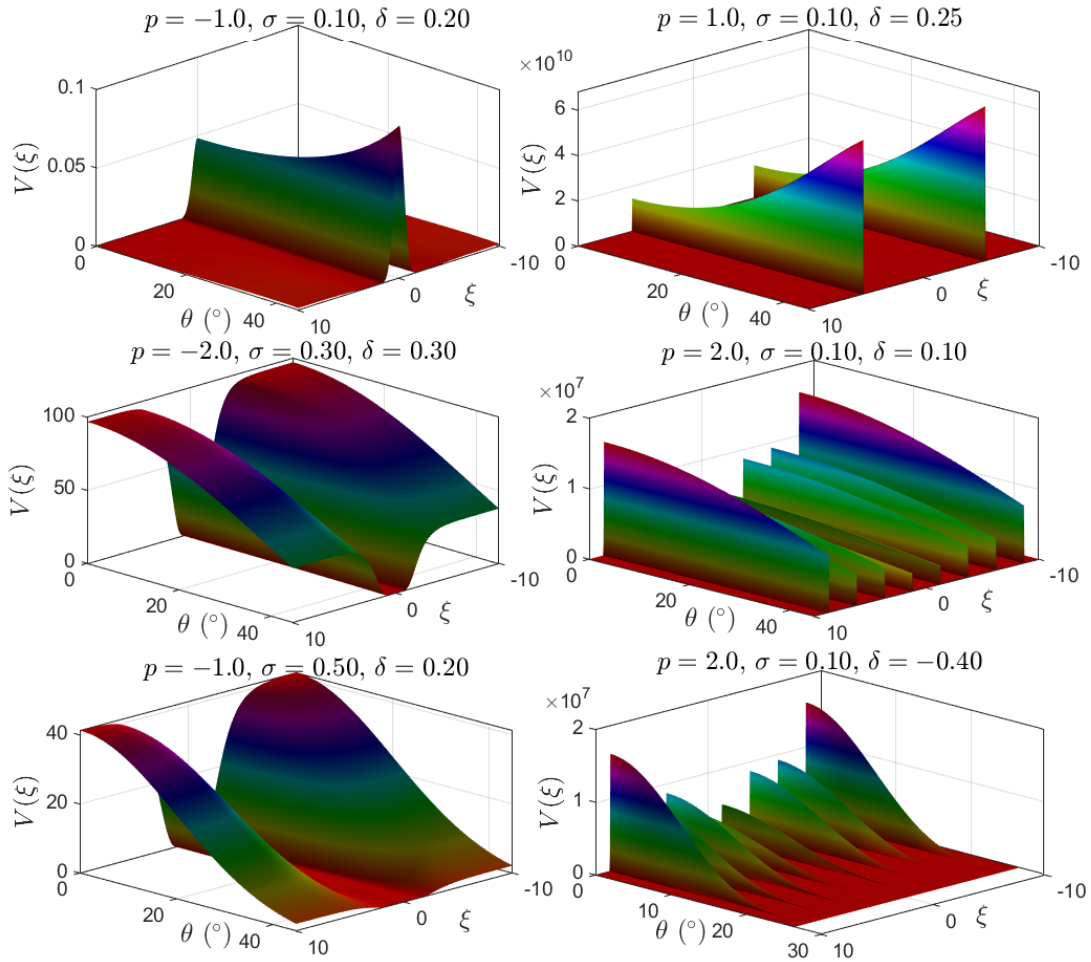 p = −1.0, σ = 0.10, δ = 0.20
0.1
0.05
0
V(ξ)
0
20
40
θ (°)
10
0
-10
ξ
p = 1.0, σ = 0.10, δ = 0.25
×10^10
6
4
2
0
V(ξ)
0
20
40
θ (°)
10
0
-10
ξ
p = −2.0, σ = 0.30, δ = 0.30
100
50
0
V(ξ)
0
20
40
θ (°)
10
0
-10
ξ
p = 2.0, σ = 0.10, δ = 0.10
×10^7
2
1
0
V(ξ)
0
20
40
θ (°)
10
0
-10
ξ
p = −1.0, σ = 0.50, δ = 0.20
40
20
0
V(ξ)
0
20
40
θ (°)
10
0
-10
ξ
p = 2.0, σ = 0.10, δ = −0.40
×10^7
2
1
0
V(ξ)
0
10
20
30
θ (°)
10
0
-10
ξ